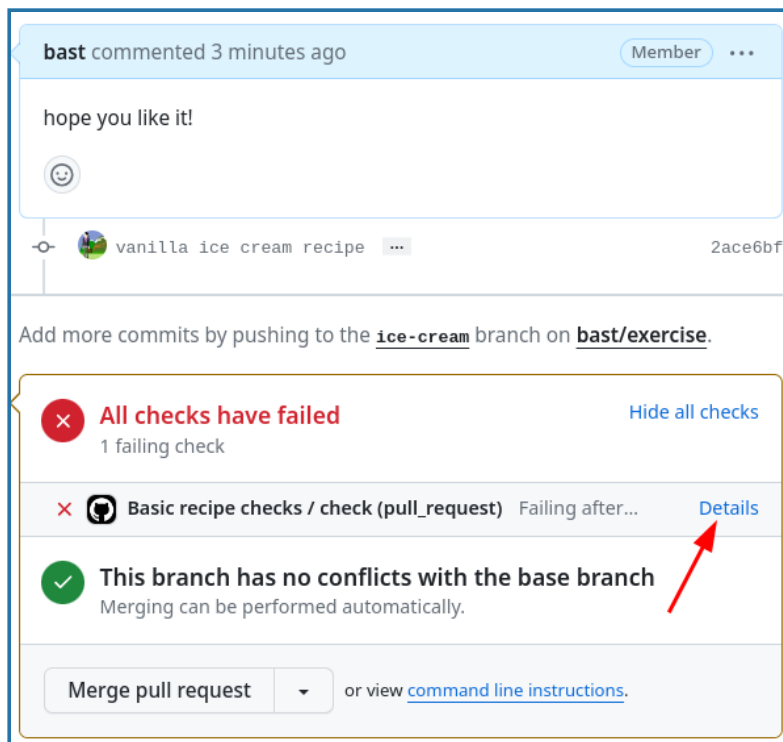 bast commented 3 minutes ago Member ...
hope you like it!
vanilla ice cream recipe ... 2ace6bf
Add more commits by pushing to the ice-cream branch on bast/exercise.
All checks have failed Hide all checks
1 failing check
Basic recipe checks / check (pull_request) Failing after... Details
This branch has no conflicts with the base branch
Merging can be performed automatically.
Merge pull request or view command line instructions.